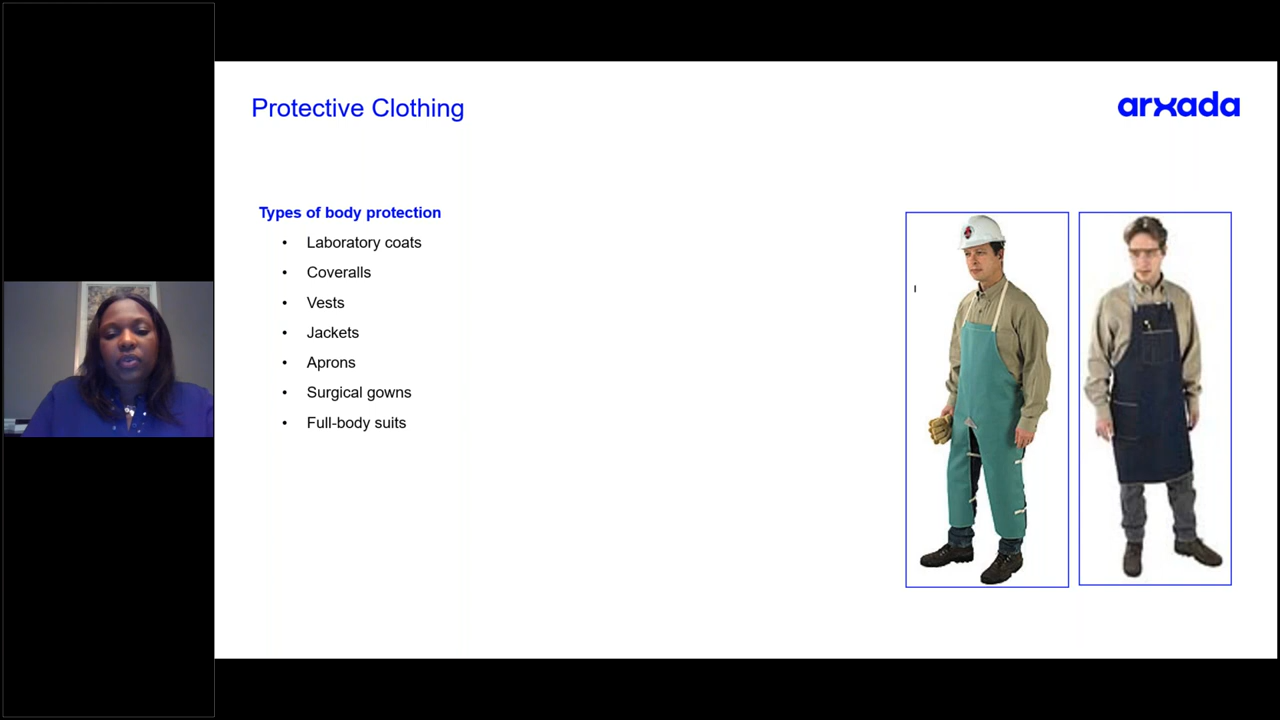 Protective Clothing
arxada
Types of body protection
• Laboratory coats
• Coveralls
• Vests
• Jackets
• Aprons
• Surgical gowns
• Full-body suits